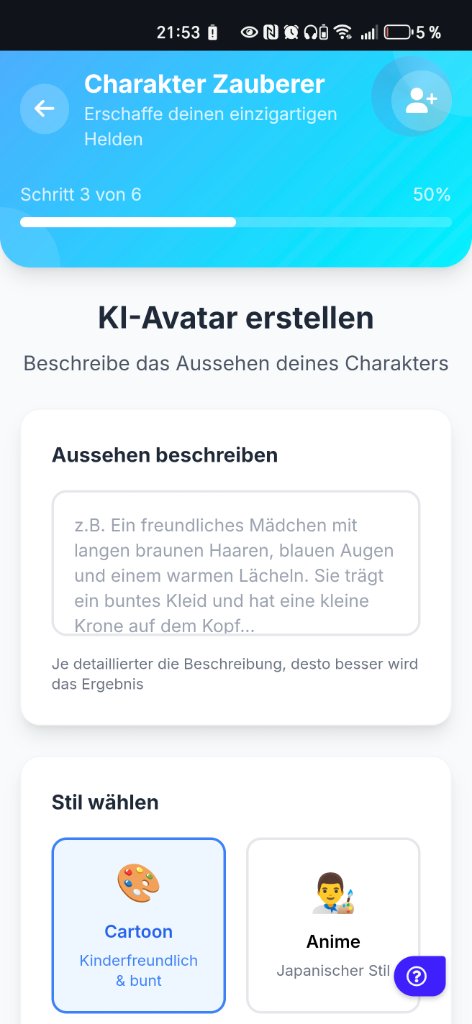 21:53
5 %
Charakter Zauberer
Erschaffe deinen einzigartigen
Helden
Schritt 3 von 6
50%
KI-Avatar erstellen
Beschreibe das Aussehen deines Charakters
Aussehen beschreiben
z.B. Ein freundliches Mädchen mit
langen braunen Haaren, blauen Augen
und einem warmen Lächeln. Sie trägt
ein buntes Kleid und hat eine kleine
Krone auf dem Kopf...
Je detaillierter die Beschreibung, desto besser wird
das Ergebnis
Stil wählen
Cartoon
Kinderfreundlich
& bunt
Anime
Japanischer Stil